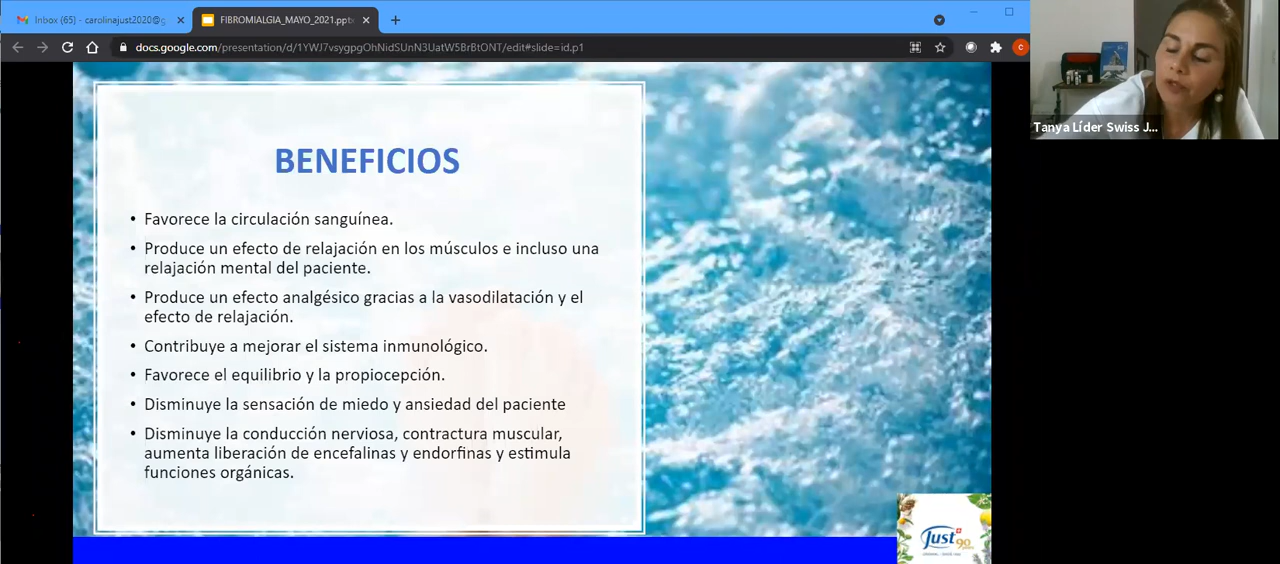 Inbox (65) - carolinajust2020@g
FIBROMIALGIA_MAYO_2021.pptx
docs.google.com/presentation/d/1YWJ7vsygpgOhNidSUnN3UatW5BrBtONT/edit#slide=id.p1
C
Tanya Líder Swiss J...
BENEFICIOS
• Favorece la circulación sanguínea.
• Produce un efecto de relajación en los músculos e incluso una
relajación mental del paciente.
• Produce un efecto analgésico gracias a la vasodilatación y el
efecto de relajación.
• Contribuye a mejorar el sistema inmunológico.
• Favorece el equilibrio y la propiocepción.
• Disminuye la sensación de miedo y ansiedad del paciente
• Disminuye la conducción nerviosa, contractura muscular,
aumenta liberación de encefalinas y endorfinas y estimula
funciones orgánicas.
Just
90